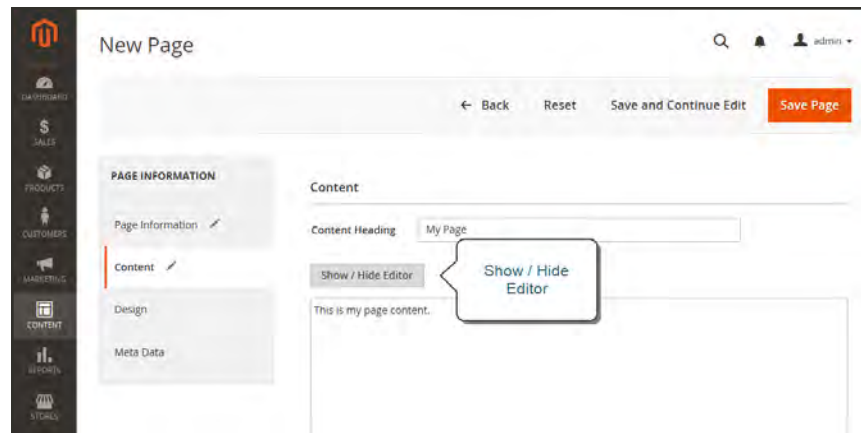 New Page
admin
DASHBOARD
← Back Reset Save and Continue Edit Save Page
$
SALES
PRODUCTS
PAGE INFORMATION
Content
CUSTOMERS
Page Information
Content Heading My Page
MARKETING
Content
Show / Hide Editor
Show / Hide
Editor
CONTENT
Design
This is my page content.
REPORTS
Meta Data
STORES